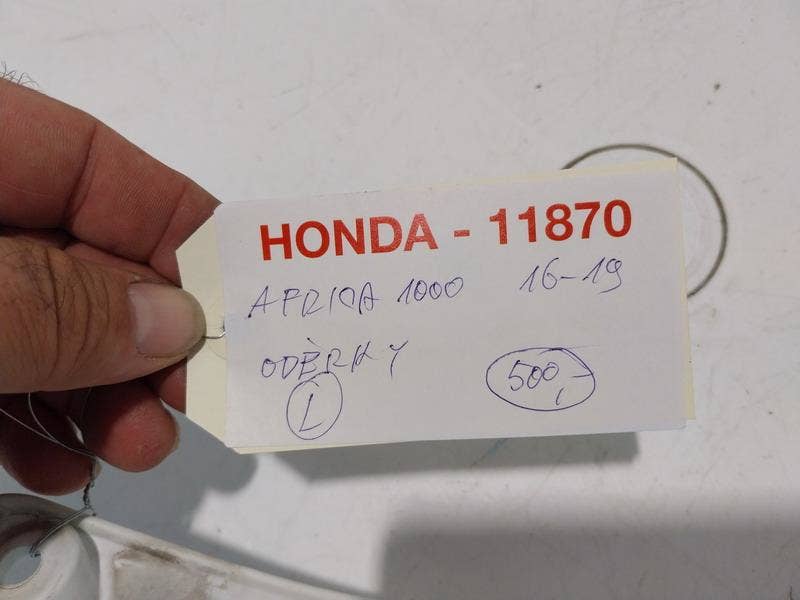 HONDA - 11870
AFRICA 1000 16-19
ODĚRKY
L 500,-